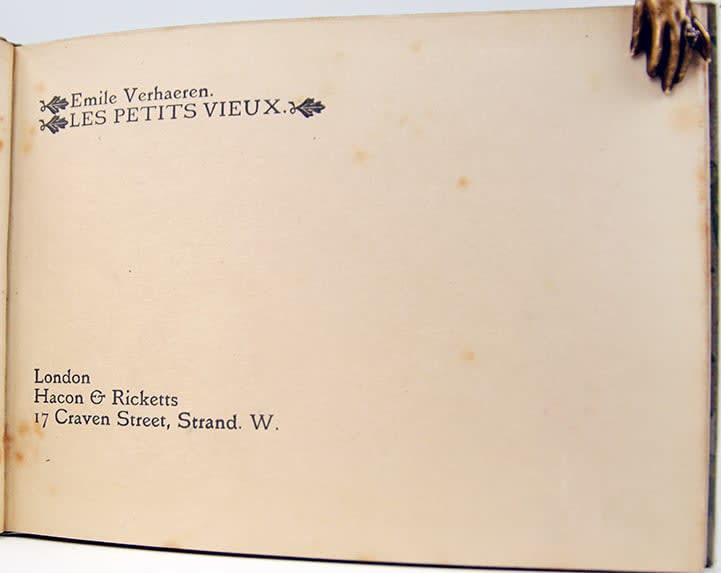 Emile Verhaeren.
LES PETITS VIEUX.
London
Hacon & Ricketts
17 Craven Street, Strand. W.